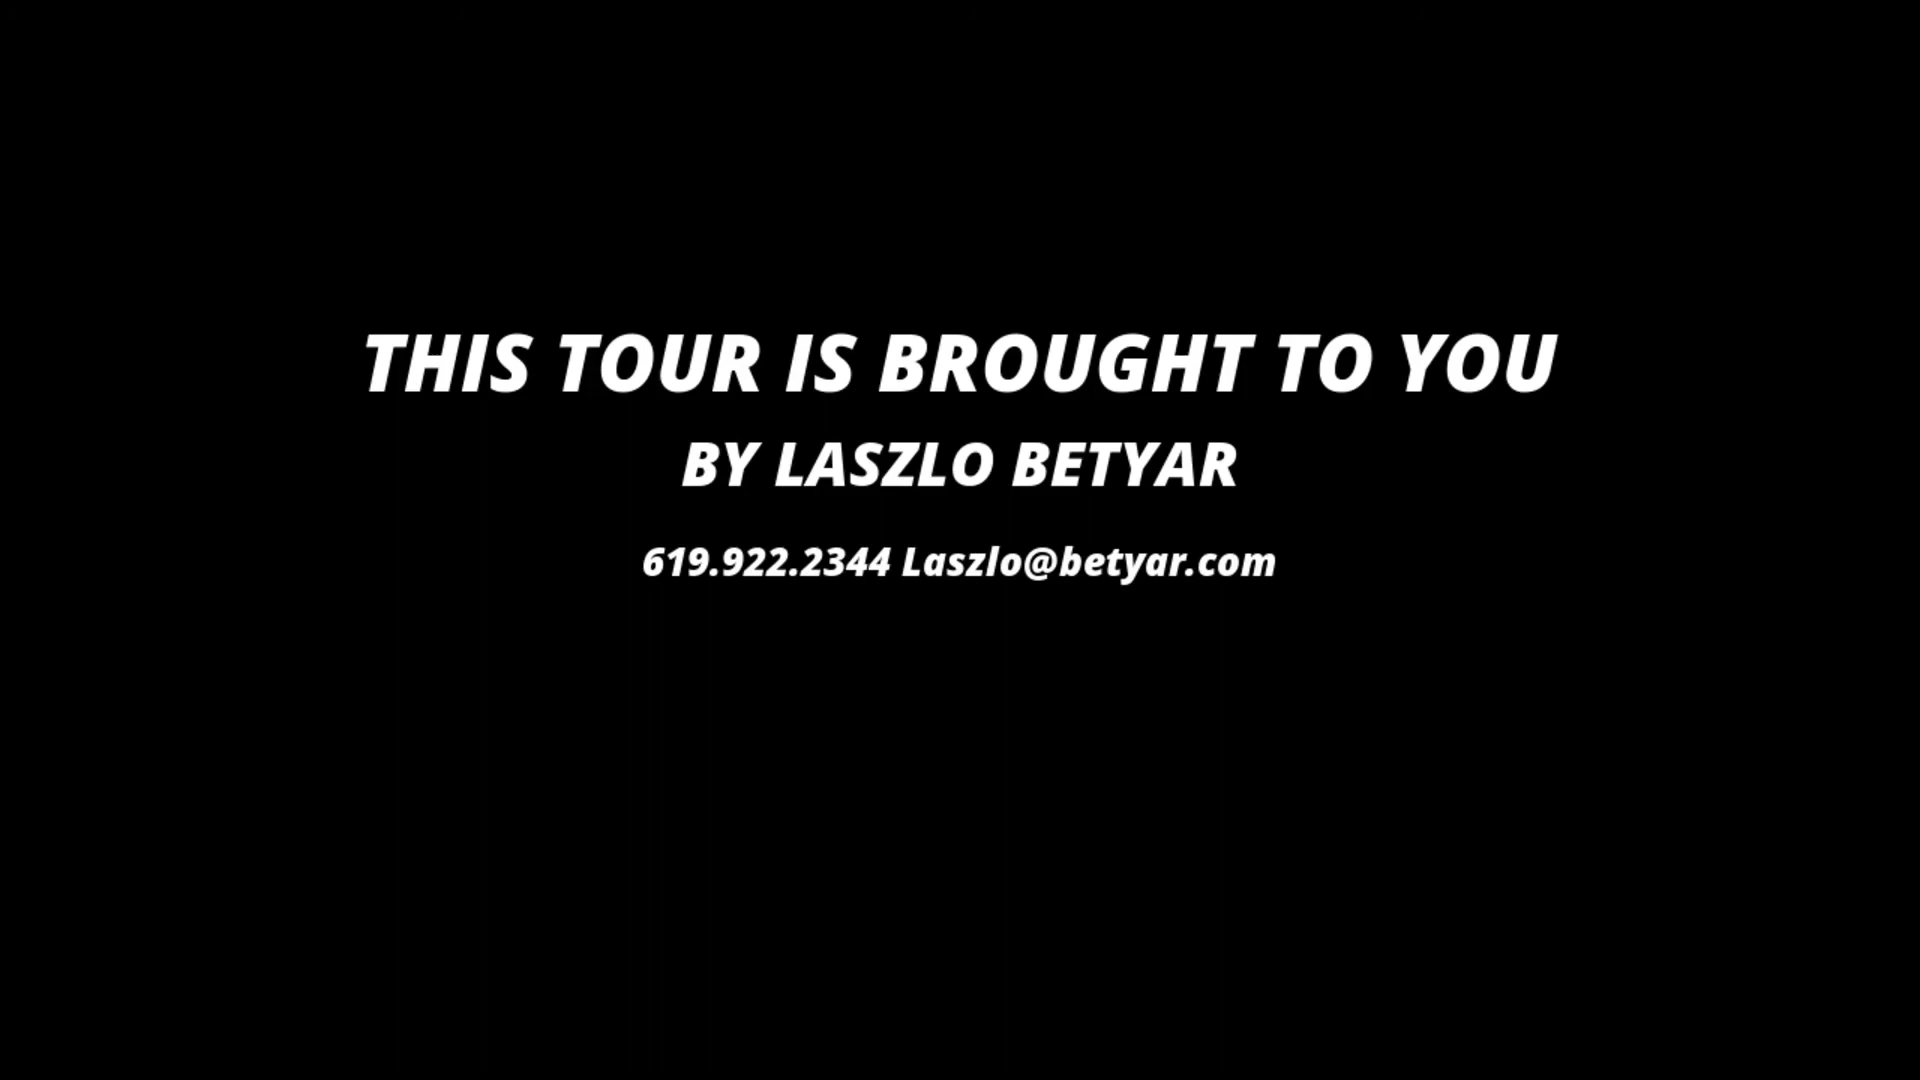 THIS TOUR IS BROUGHT TO YOU
BY LASZLO BETYAR
619.922.2344 Laszlo@betyar.com